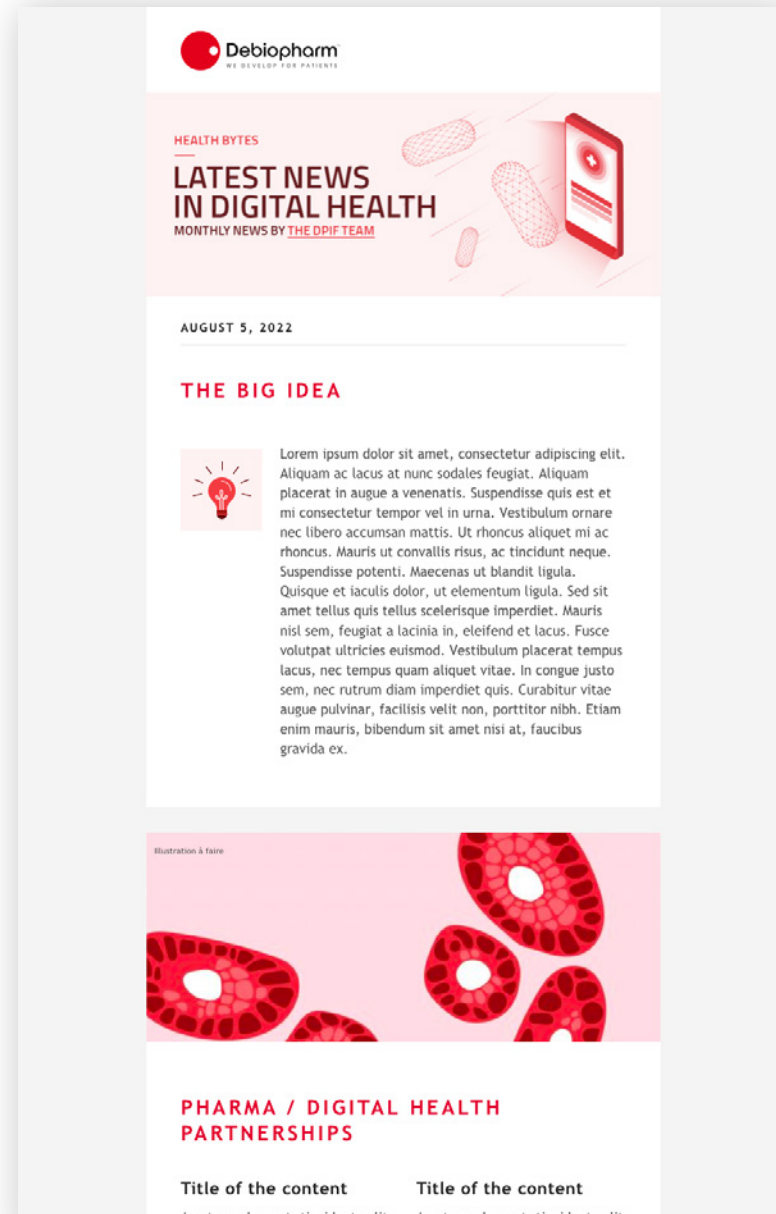 Debiopharm
WE DEVELOP FOR PATIENTS
HEALTH BYTES
LATEST NEWS
IN DIGITAL HEALTH
MONTHLY NEWS BY THE DPIF TEAM
AUGUST 5, 2022
THE BIG IDEA
Lorem ipsum dolor sit amet, consectetur adipiscing elit.
Aliquam ac lacus at nunc sodales feugiat. Aliquam
placerat in augue a venenatis. Suspendisse quis est et
mi consectetur tempor vel in urna. Vestibulum ornare
nec libero accumsan mattis. Ut rhoncus aliquet mi ac
rhoncus. Mauris ut convallis risus, ac tincidunt neque.
Suspendisse potenti. Maecenas ut blandit ligula.
Quisque et iaculis dolor, ut elementum ligula. Sed sit
amet tellus quis tellus scelerisque imperdiet. Mauris
nisl sem, feugiat a lacinia in, eleifend et lacus. Fusce
volutpat ultricies euismod. Vestibulum placerat tempus
lacus, nec tempus quam aliquet vitae. In congue justo
sem, nec rutrum diam imperdiet quis. Curabitur vitae
augue pulvinar, facilisis velit non, porttitor nibh. Etiam
enim mauris, bibendum sit amet nisi at, faucibus
gravida ex.
Illustration à faire
PHARMA / DIGITAL HEALTH
PARTNERSHIPS
Title of the content
Title of the content